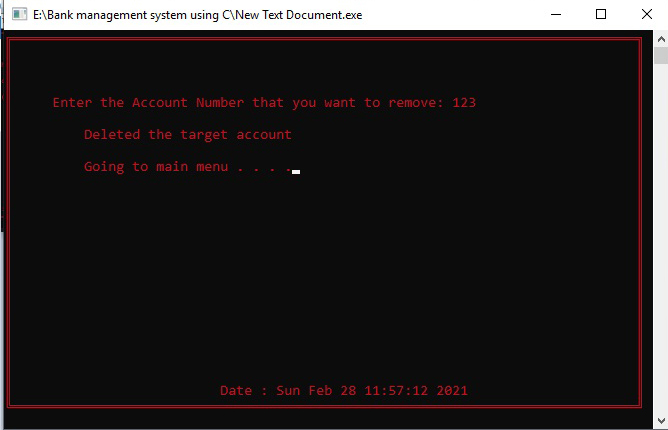 E:\Bank management system using C\New Text Document.exe
Enter the Account Number that you want to remove: 123
Deleted the target account
Going to main menu . . . .
Date : Sun Feb 28 11:57:12 2021